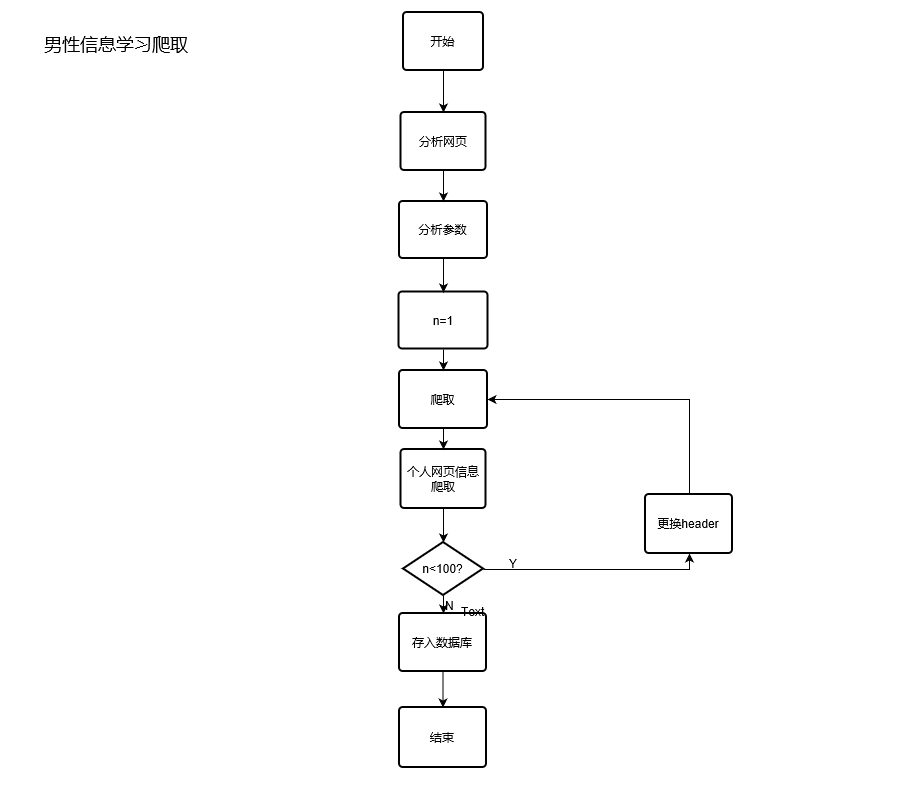 男性信息学习爬取
开始
分析网页
分析参数
n=1
爬取
个人网页信息
爬取
更换header
n<100?
Y
N
Text
存入数据库
结束